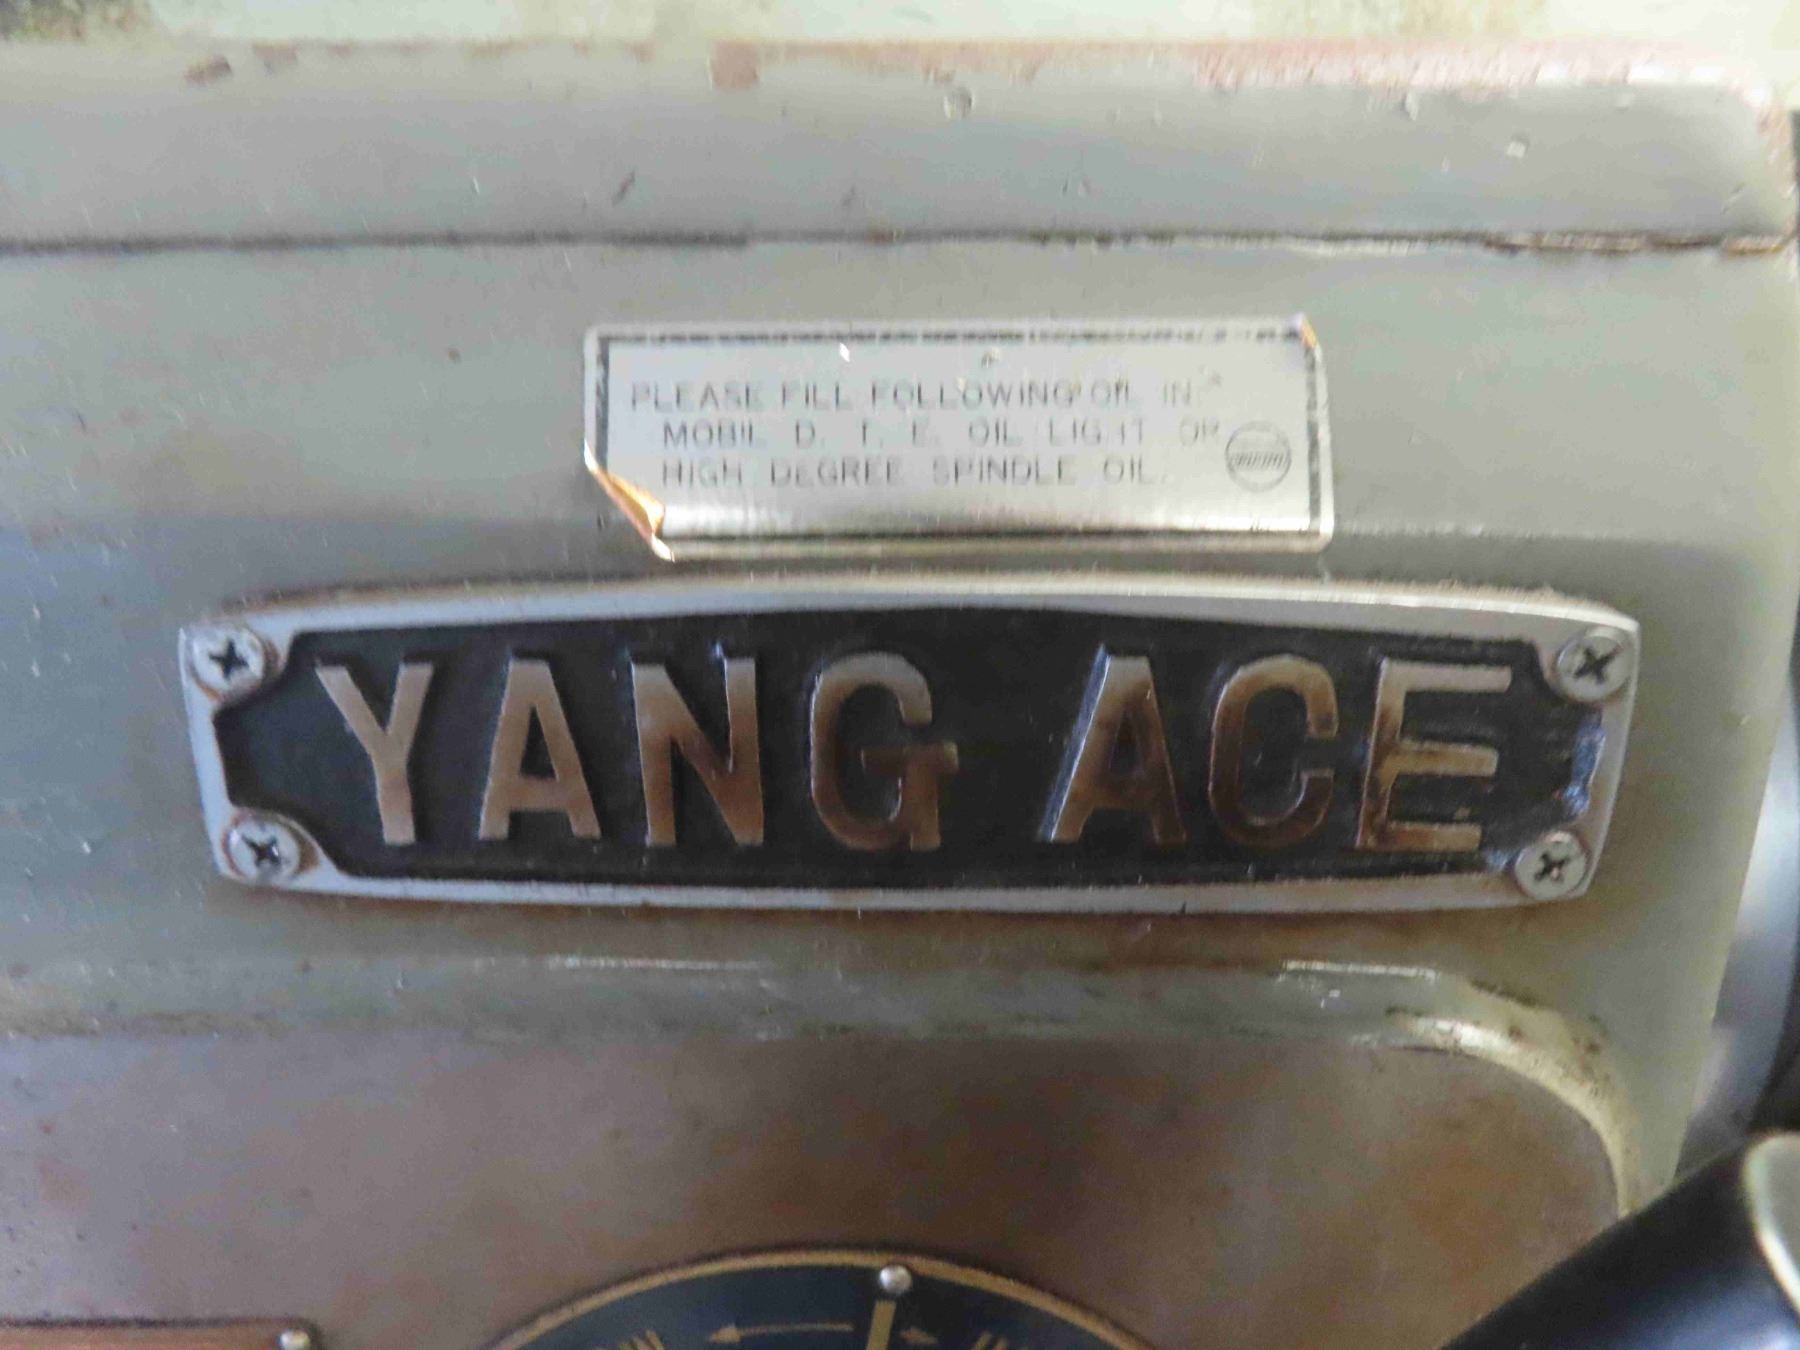 PLEASE FILL FOLLOWING OIL IN
MOBIL D. T. E. OIL LIGHT OR
HIGH DEGREE SPINDLE OIL.
YANG ACE